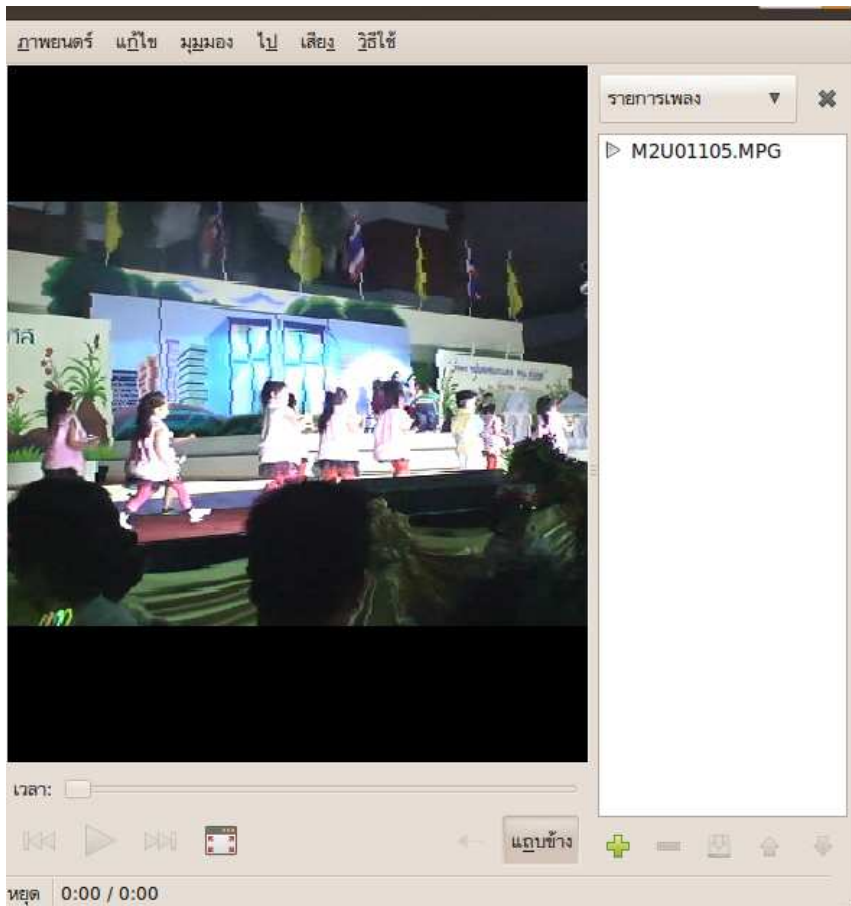 ภาพยนตร์ แก้ไข มุมมอง ไป เสียง วิธีใช้
รายการเพลง
M2U01105.MPG
เวลา:
แถบข้าง
หยุด 0:00 / 0:00